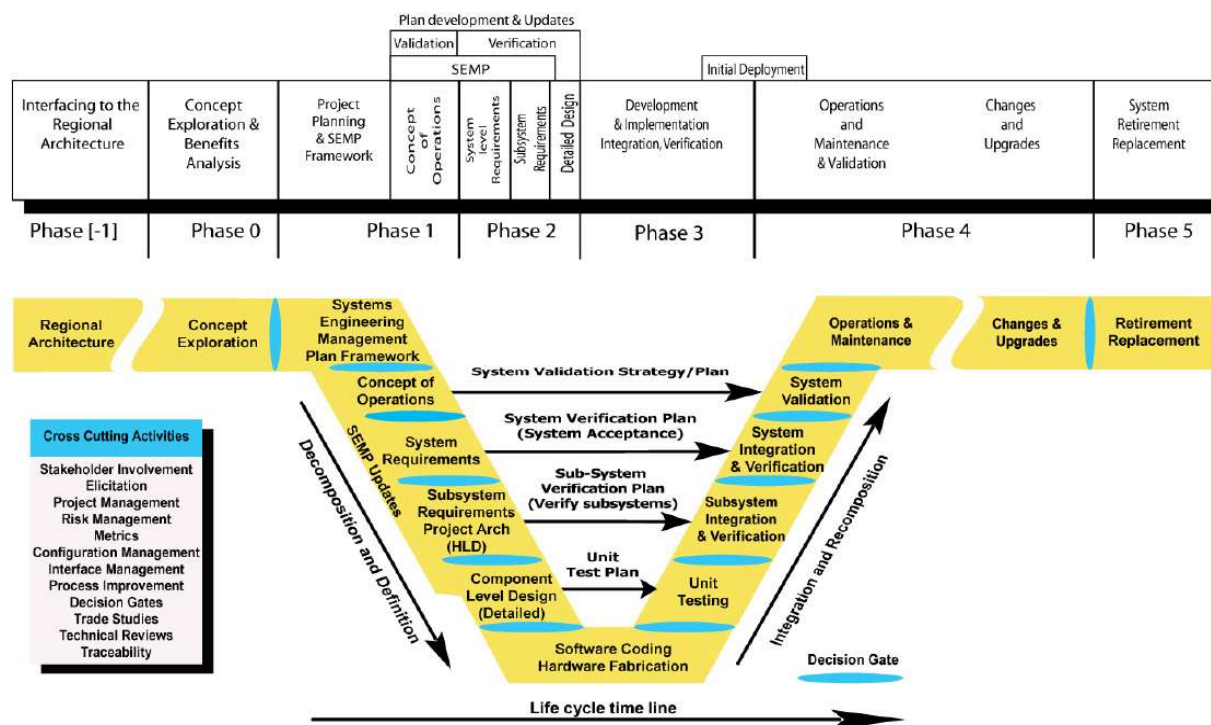 Plan development & Updates
Validation
Verification
SEMP
Initial Deployment
Interfacing to the
Regional
Architecture
Concept
Exploration &
Benefits
Analysis
Project
Planning
& SEMP
Framework
Concept
of
Operations
System
level
Requirements
Subsystem
Requirements
Detailed Design
Development
& Implementation
Integration, Verification
Operations
and
Maintenance
& Validation
Changes
and
Upgrades
System
Retirement
Replacement
Phase [-1]
Phase 0
Phase 1
Phase 2
Phase 3
Phase 4
Phase 5
Regional
Architecture
Concept
Exploration
Systems
Engineering
Management
Plan Framework
Concept of
Operations
System
Requirements
Subsystem
Requirements
Project Arch
(HLD)
Component
Level Design
(Detailed)
SEMP Updates
Decomposition and Definition
System Validation Strategy/Plan
System Verification Plan
(System Acceptance)
Sub-System
Verification Plan
(Verify subsystems)
Unit
Test Plan
Software Coding
Hardware Fabrication
Operations &
Maintenance
Changes &
Upgrades
Retirement
Replacement
System
Validation
System
Integration
& Verification
Subsystem
Integration
& Verification
Unit
Testing
Integration and Recomposition
Cross Cutting Activities
Stakeholder Involvement
Elicitation
Project Management
Risk Management
Metrics
Configuration Management
Interface Management
Process Improvement
Decision Gates
Trade Studies
Technical Reviews
Traceability
Decision Gate
Life cycle time line